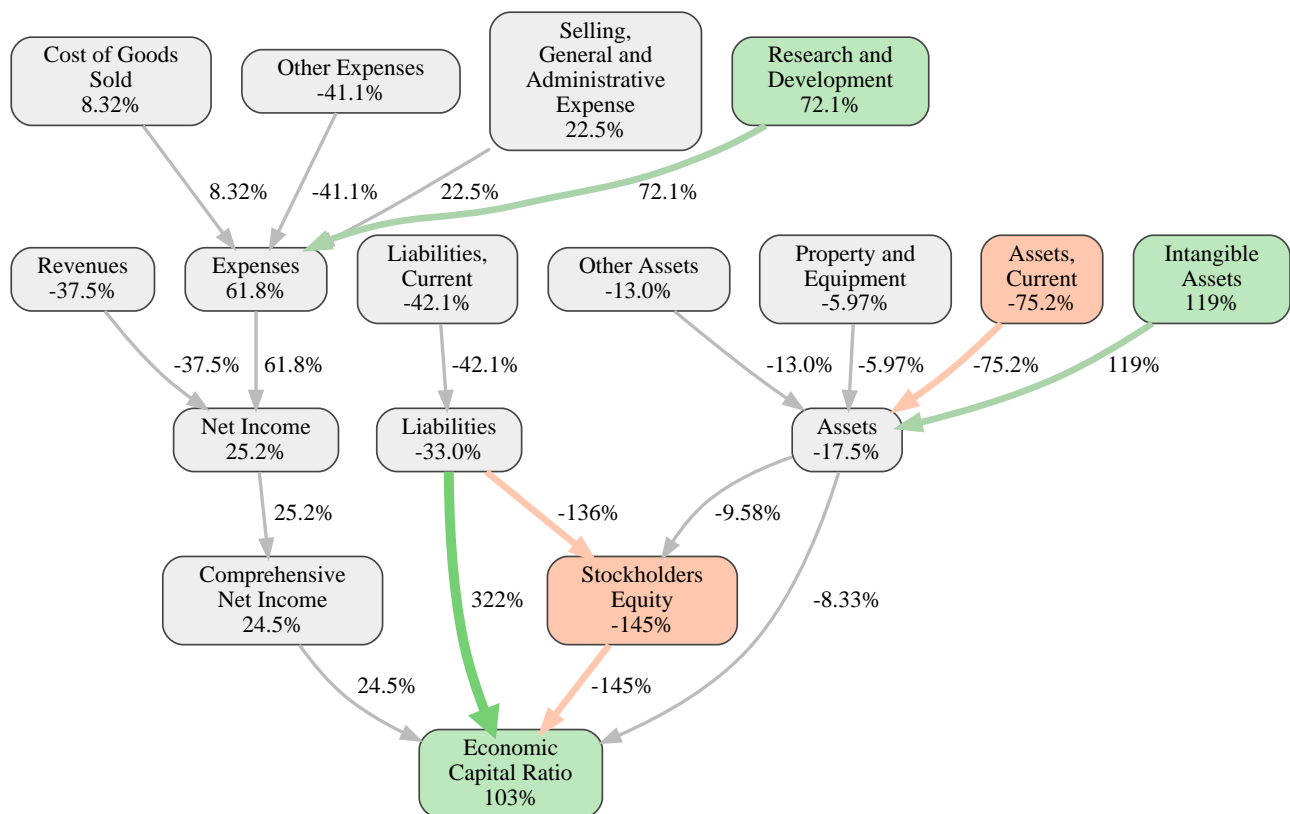 Cost of Goods
Sold
8.32%
Other Expenses
-41.1%
Selling,
General and
Administrative
Expense
22.5%
Research and
Development
72.1%
8.32%
-41.1%
22.5%
72.1%
Revenues
-37.5%
Expenses
61.8%
Liabilities,
Current
-42.1%
Other Assets
-13.0%
Property and
Equipment
-5.97%
Assets,
Current
-75.2%
Intangible
Assets
119%
-37.5%
61.8%
-42.1%
-13.0%
-5.97%
-75.2%
119%
Net Income
25.2%
Liabilities
-33.0%
Assets
-17.5%
25.2%
-136%
-9.58%
Comprehensive
Net Income
24.5%
322%
Stockholders
Equity
-145%
-8.33%
24.5%
-145%
Economic
Capital Ratio
103%